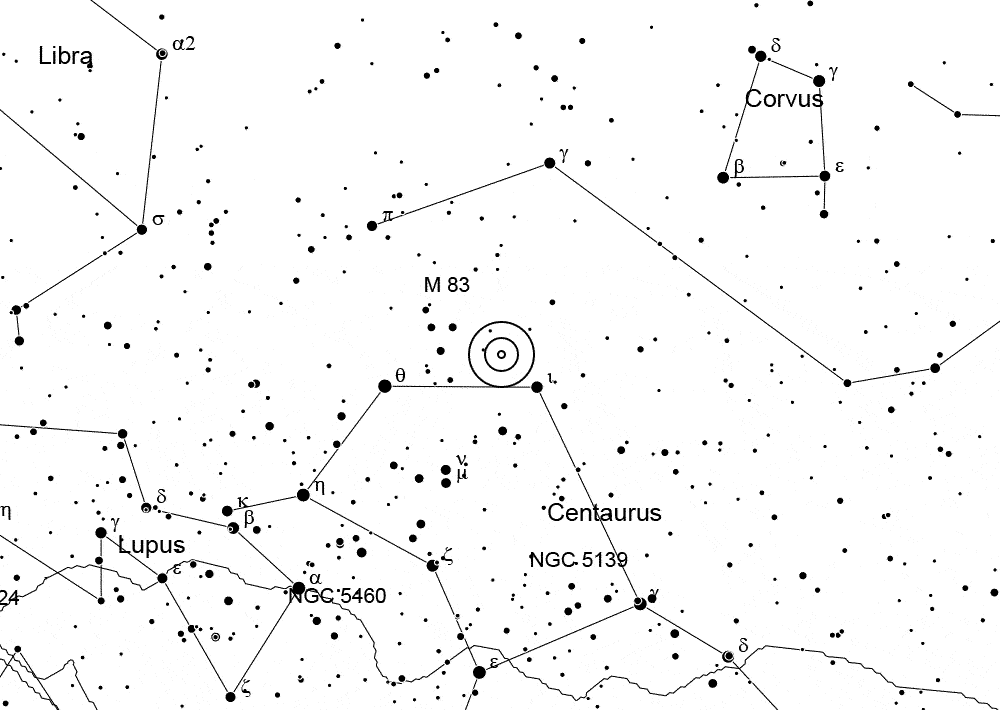 Libra
α2
δ
γ
Corvus
β
ε
γ
π
σ
M 83
θ
ι
ν
μ
η
κ
δ
β
η
γ
Lupus
Centaurus
ζ
NGC 5139
ε
α
NGC 5460
24
γ
δ
ε
ζ